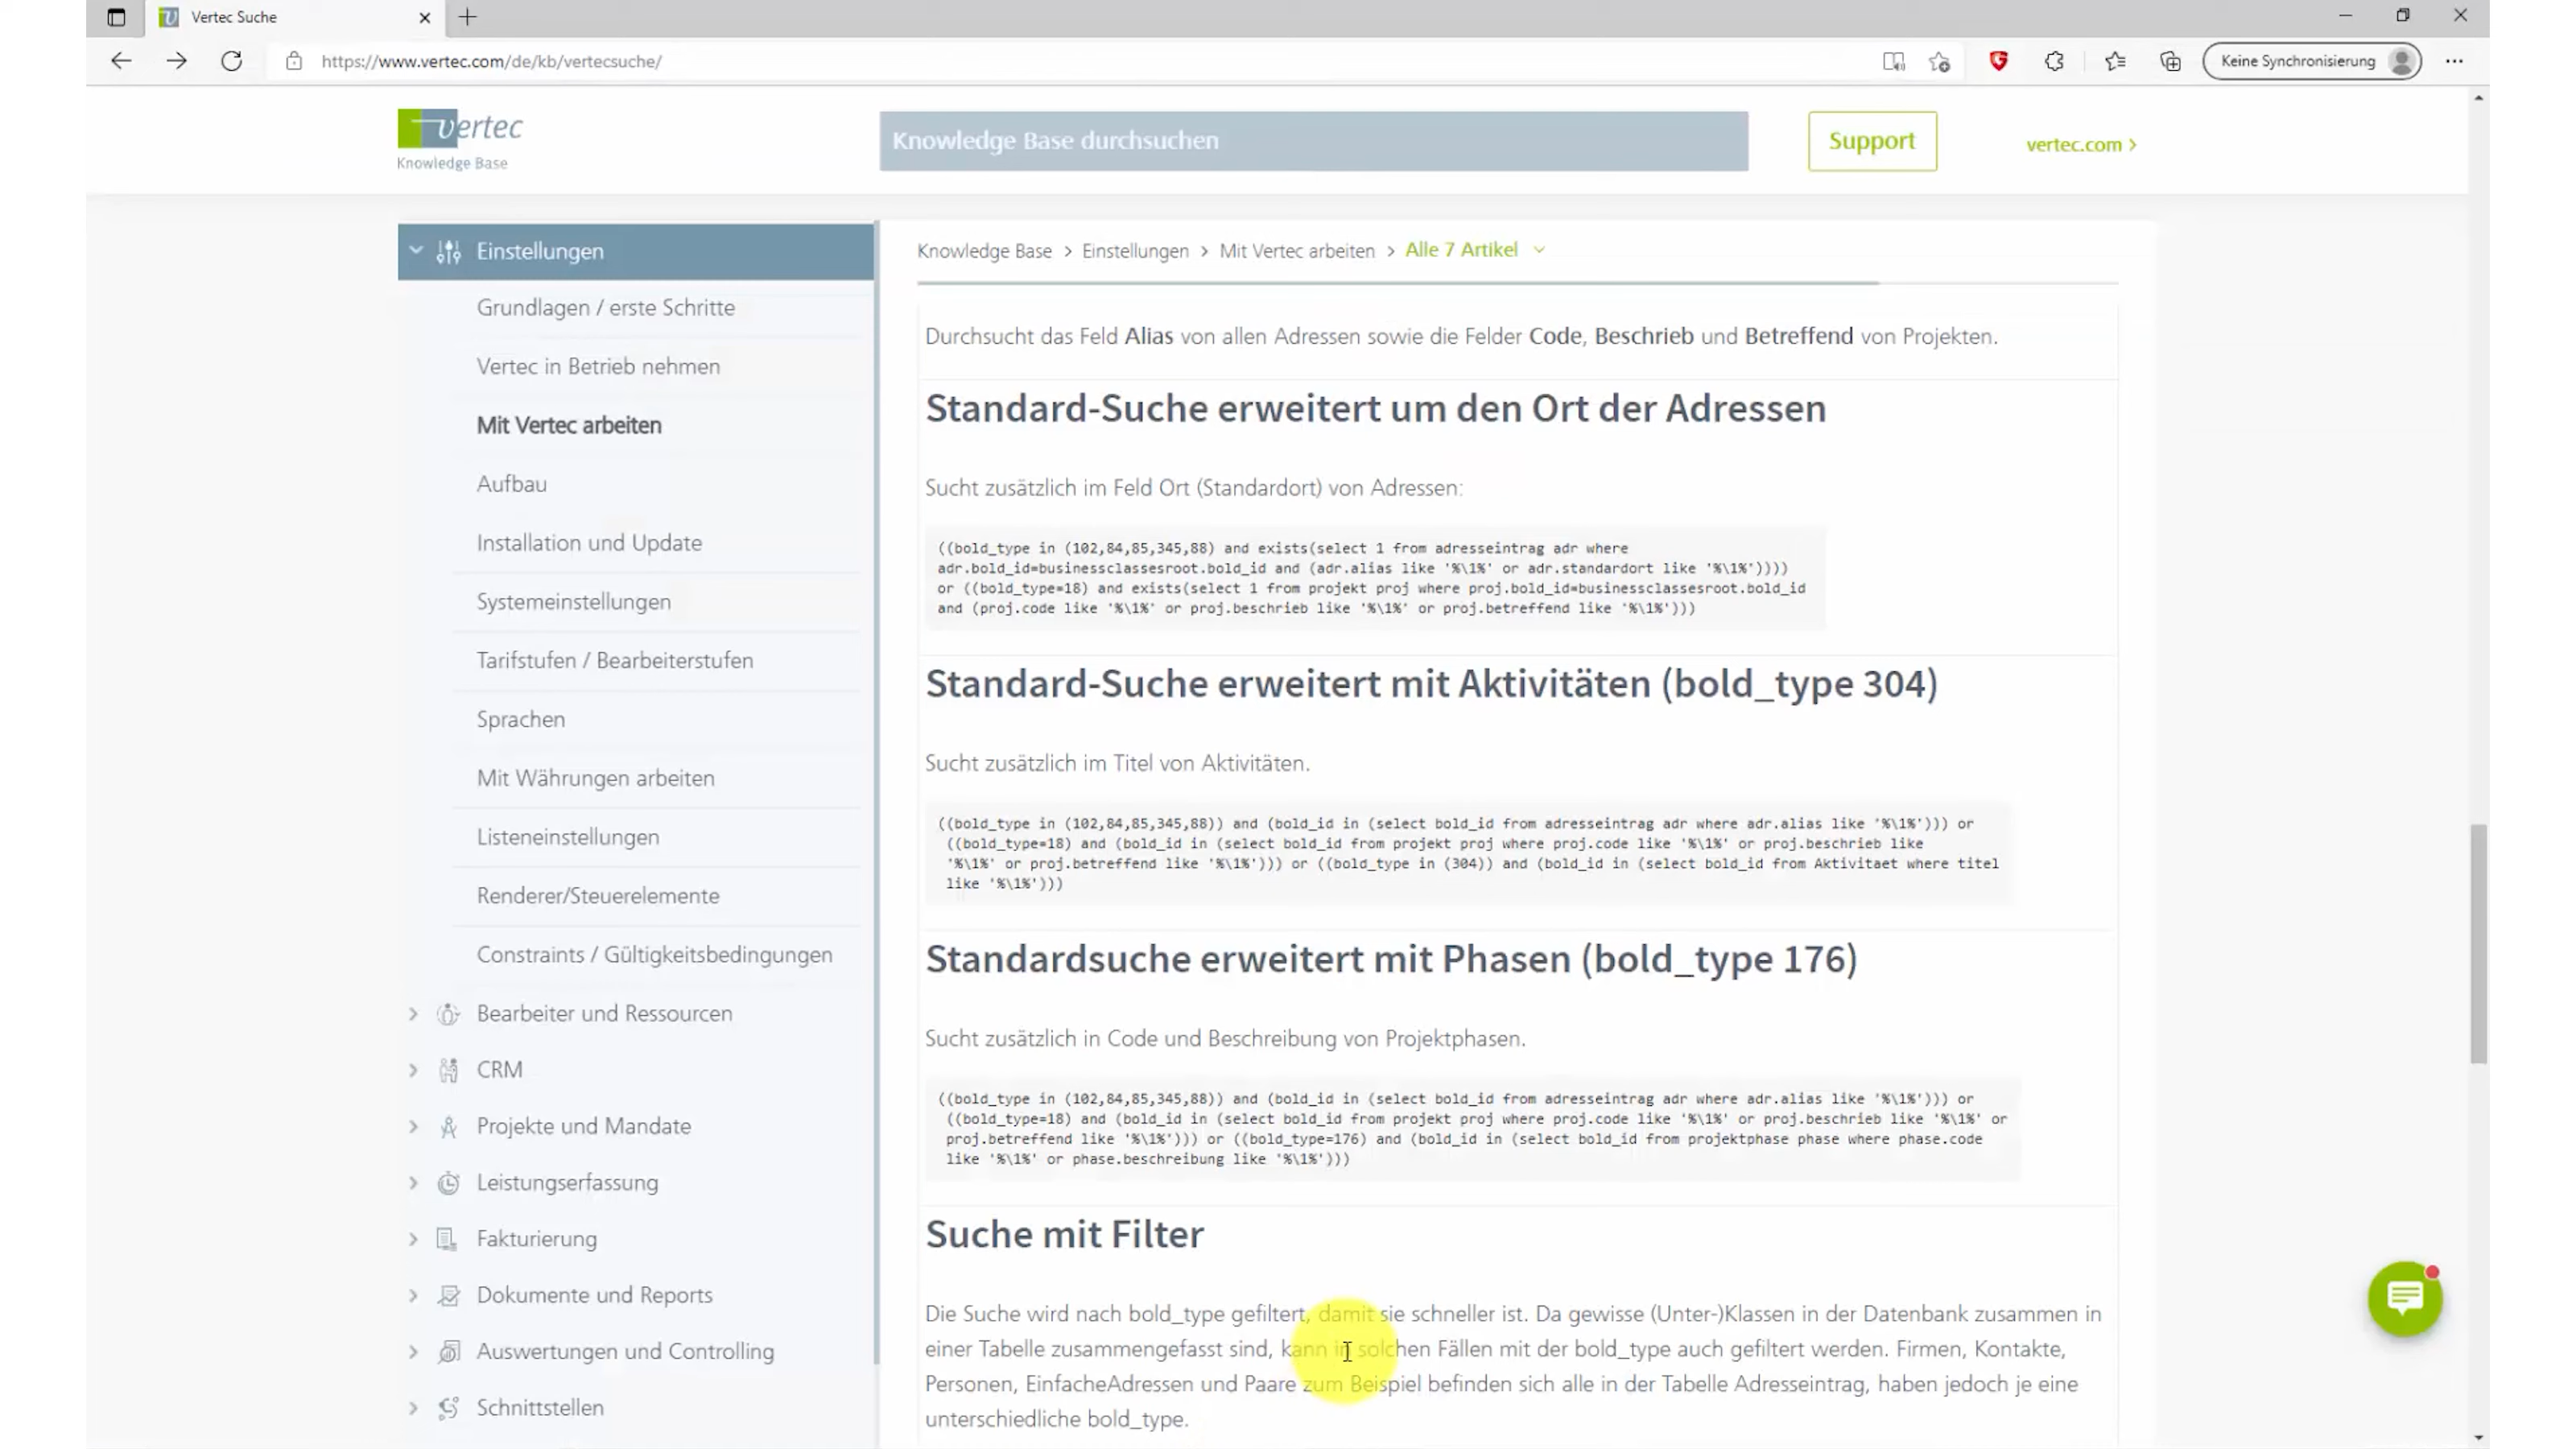 Vertec Suche
https://www.vertec.com/de/kb/vertecsuche/
Keine Synchronisierung
vertec
Knowledge Base
Knowledge Base durchsuchen
Support
vertec.com >
Einstellungen
Grundlagen / erste Schritte
Vertec in Betrieb nehmen
Mit Vertec arbeiten
Aufbau
Installation und Update
Systemeinstellungen
Tarifstufen / Bearbeiterstufen
Sprachen
Mit Währungen arbeiten
Listeneinstellungen
Renderer/Steuerelemente
Constraints / Gültigkeitsbedingungen
Bearbeiter und Ressourcen
CRM
Projekte und Mandate
Leistungserfassung
Fakturierung
Dokumente und Reports
Auswertungen und Controlling
Schnittstellen
Knowledge Base > Einstellungen > Mit Vertec arbeiten > Alle 7 Artikel
Durchsucht das Feld Alias von allen Adressen sowie die Felder Code, Beschrieb und Betreffend von Projekten.
Standard-Suche erweitert um den Ort der Adressen
Sucht zusätzlich im Feld Ort (Standardort) von Adressen:
((bold_type in (102,84,85,345,88) and exists(select 1 from adresseintrag adr where
adr.bold_id=businessclassesroot.bold_id and (adr.alias like '%\1%' or adr.standardort like '%\1%'))))
or ((bold_type=18) and exists(select 1 from projekt proj where proj.bold_id=businessclassesroot.bold_id
and (proj.code like '%\1%' or proj.beschrieb like '%\1%' or proj.betreffend like '%\1%')))
Standard-Suche erweitert mit Aktivitäten (bold_type 304)
Sucht zusätzlich im Titel von Aktivitäten.
((bold_type in (102,84,85,345,88)) and (bold_id in (select bold_id from adresseintrag adr where adr.alias like '%\1%'))) or
((bold_type=18) and (bold_id in (select bold_id from projekt proj where proj.code like '%\1%' or proj.beschrieb like
'%\1%' or proj.betreffend like '%\1%'))) or ((bold_type in (304)) and (bold_id in (select bold_id from Aktivitaet where titel
like '%\1%')))
Standardsuche erweitert mit Phasen (bold_type 176)
Sucht zusätzlich in Code und Beschreibung von Projektphasen.
((bold_type in (102,84,85,345,88)) and (bold_id in (select bold_id from adresseintrag adr where adr.alias like '%\1%'))) or
((bold_type=18) and (bold_id in (select bold_id from projekt proj where proj.code like '%\1%' or proj.beschrieb like '%\1%' or
proj.betreffend like '%\1%'))) or ((bold_type=176) and (bold_id in (select bold_id from projektphase phase where phase.code
like '%\1%' or phase.beschreibung like '%\1%')))
Suche mit Filter
Die Suche wird nach bold_type gefiltert, damit sie schneller ist. Da gewisse (Unter-)Klassen in der Datenbank zusammen in
einer Tabelle zusammengefasst sind, kann in solchen Fällen mit der bold_type auch gefiltert werden. Firmen, Kontakte,
Personen, EinfacheAdressen und Paare zum Beispiel befinden sich alle in der Tabelle Adresseintrag, haben jedoch je eine
unterschiedliche bold_type.